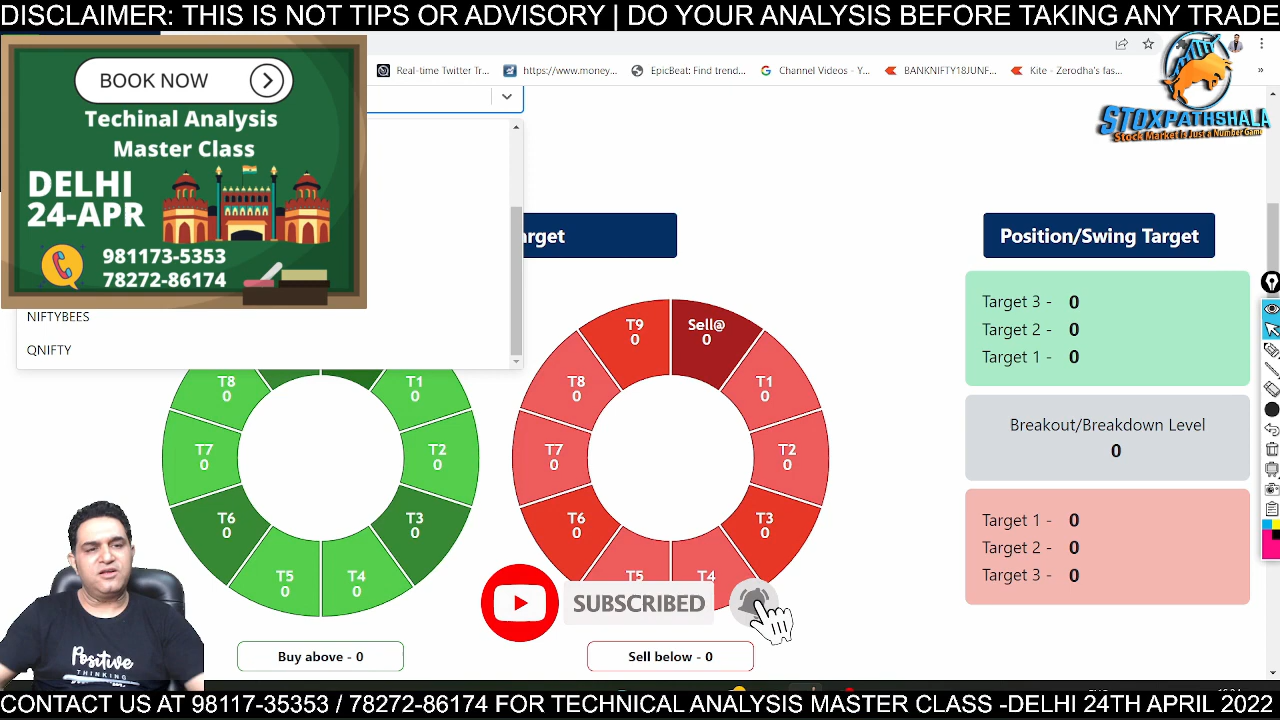 DISCLAIMER: THIS IS NOT TIPS OR ADVISORY | DO YOUR ANALYSIS BEFORE TAKING ANY TRADE
BOOK NOW
Techinal Analysis
Master Class
DELHI
24-APR
981173-5353
78272-86174
Real-time Twitter Tr...
https://www.money...
EpicBeat: Find trend...
Channel Videos - Y...
BANKNIFTY18JUNF...
Kite - Zerodha's fas...
»
STOXPATHSHALA
Stock Market is Just a Number Game
NIFTYBEES
QNIFTY
arget
Position/Swing Target
T8
0
T1
0
T7
0
T2
0
T6
0
T3
0
T5
0
T4
0
Buy above - 0
T9
0
Sell@
0
T8
0
T1
0
T7
0
T2
0
T6
0
T3
0
T5
T4
SUBSCRIBED
Sell below - 0
Target 3 - 0
Target 2 - 0
Target 1 - 0
Breakout/Breakdown Level
0
Target 1 - 0
Target 2 - 0
Target 3 - 0
Positive
THINKING
CONTACT US AT 98117-35353 / 78272-86174 FOR TECHNICAL ANALYSIS MASTER CLASS -DELHI 24TH APRIL 2022